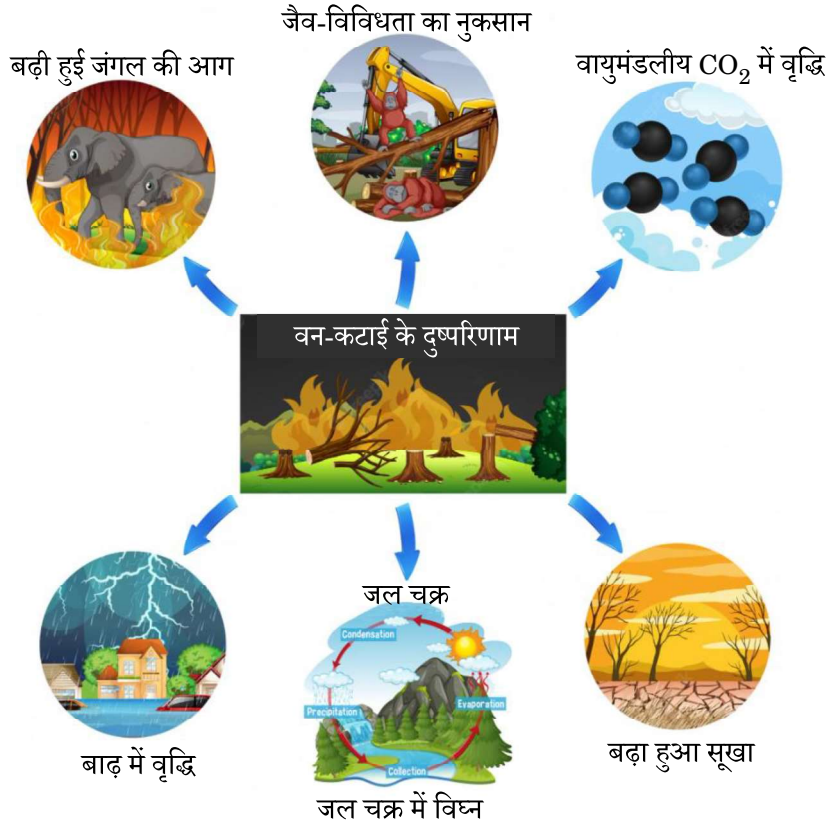 जैव-विविधता का नुकसान
बढ़ी हुई जंगल की आग
वायुमंडलीय CO₂ में वृद्धि
वन-कटाई के दुष्परिणाम
जल चक्र
Condensation
Precipitation
Evaporation
Collection
बाढ़ में वृद्धि
बढ़ा हुआ सूखा
जल चक्र में विघ्न